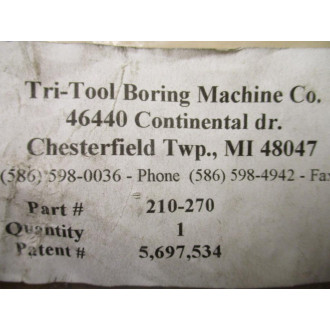 Tri-Tool Boring Machine Co.
46440 Continental dr.
Chesterfield Twp., MI 48047
(586) 598-0036 - Phone (586) 598-4942 - Fax
Part # 210-270
Quantity 1
Patent # 5,697,534